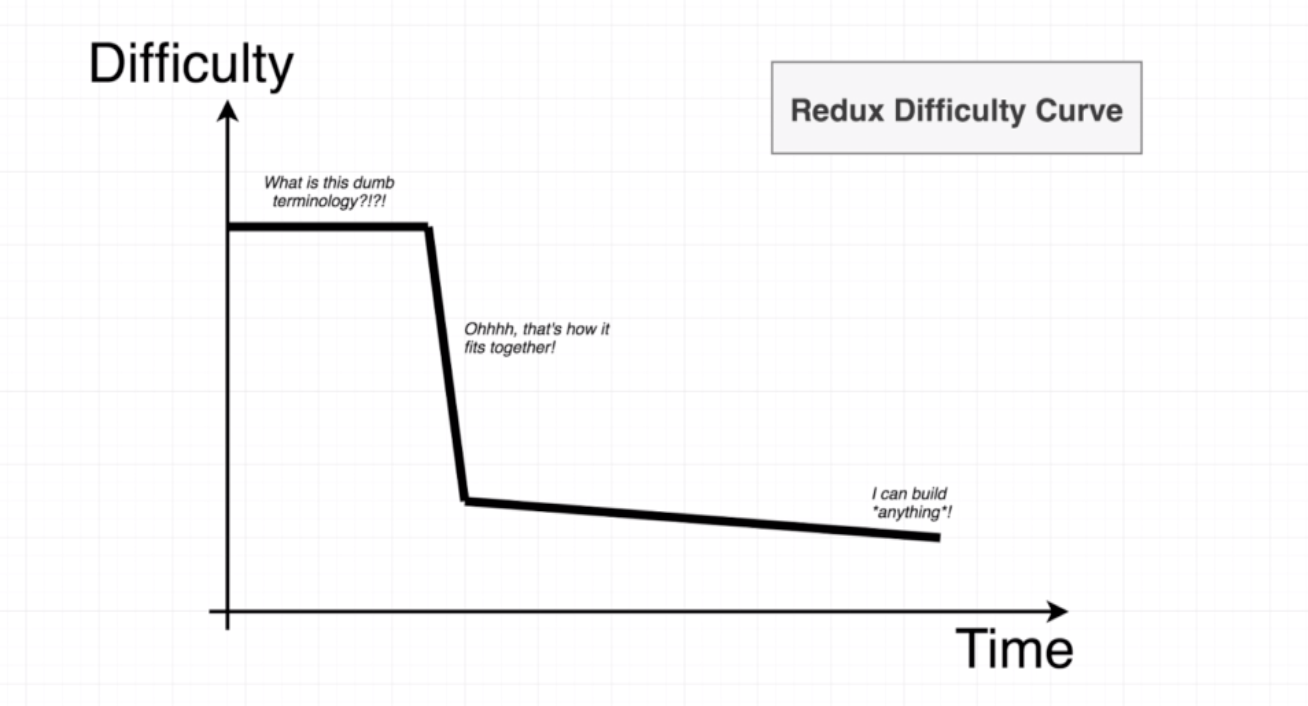 Difficulty
Redux Difficulty Curve
What is this dumb
terminology?!?!
Ohhhh, that's how it
fits together!
I can build
*anything*!
Time